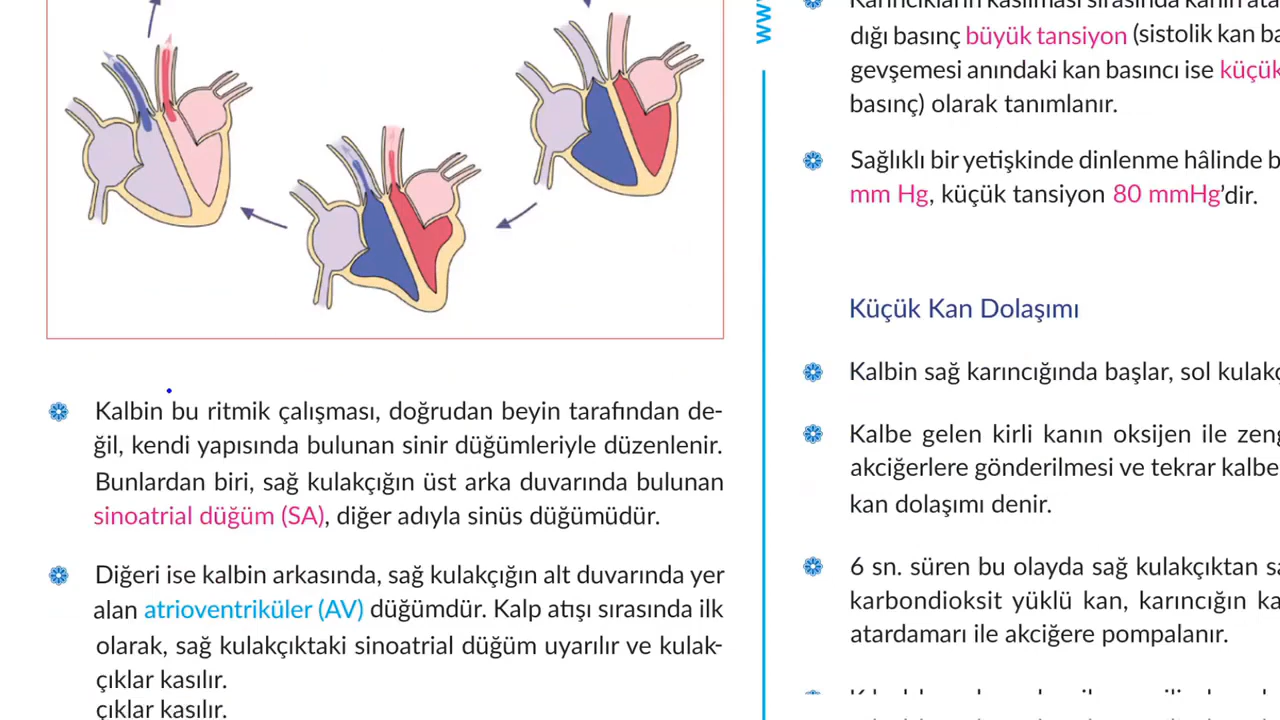 Kalbin bu ritmik çalışması, doğrudan beyin tarafından de-
ğil, kendi yapısında bulunan sinir düğümleriyle düzenlenir.
Bunlardan biri, sağ kulakçığın üst arka duvarında bulunan
sinoatrial düğüm (SA), diğer adıyla sinüs düğümüdür.
Diğeri ise kalbin arkasında, sağ kulakçığın alt duvarında yer
alan atrioventriküler (AV) düğümdür. Kalp atışı sırasında ilk
olarak, sağ kulakçıktaki sinoatrial düğüm uyarılır ve kulak-
çıklar kasılır.
çıklar kasılır.
Karıncıkların kasılması sırasında kanın ata
dığı basınç büyük tansiyon (sistolik kan ba
gevşemesi anındaki kan basıncı ise küçük
basınç) olarak tanımlanır.
Sağlıklı bir yetişkinde dinlenme hâlinde b
mm Hg, küçük tansiyon 80 mmHg'dir.
Küçük Kan Dolaşımı
Kalbin sağ karıncığında başlar, sol kulakç
Kalbe gelen kirli kanın oksijen ile zeng
akciğerlere gönderilmesi ve tekrar kalbe
kan dolaşımı denir.
6 sn. süren bu olayda sağ kulakçıktan sa
karbondioksit yüklü kan, karıncığın ka
atardamarı ile akciğere pompalanır.